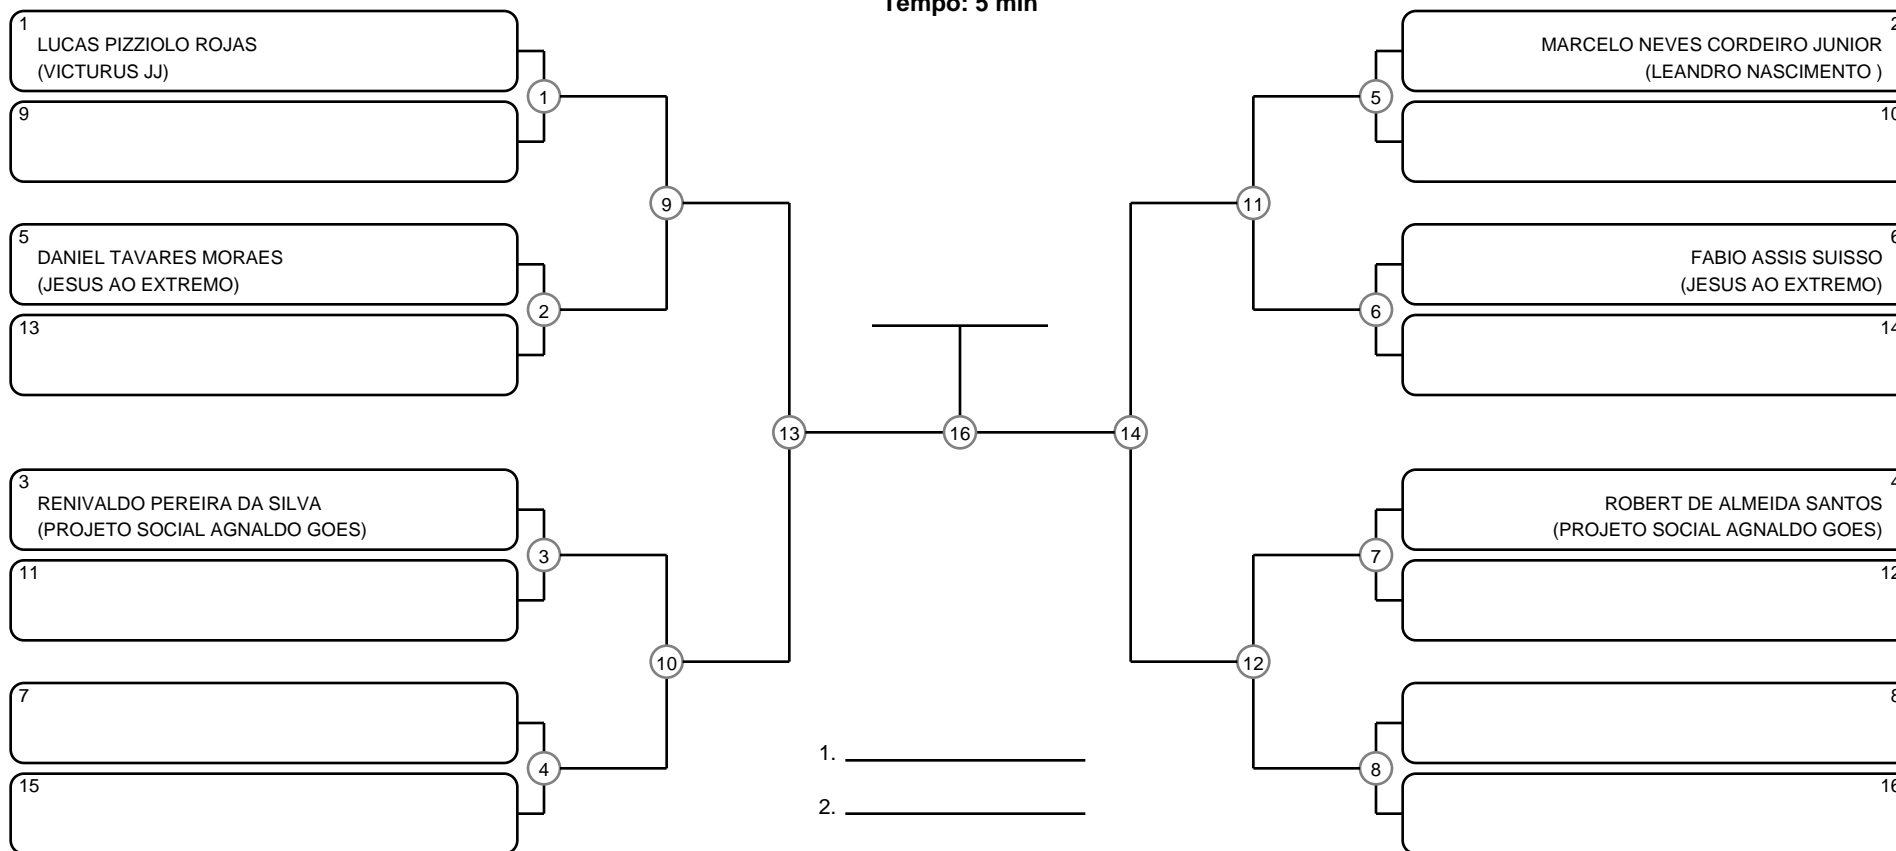 Tempo: 5 min
1
LUCAS PIZZIOLO ROJAS
(VICTURUS JJ)
9
1
5
DANIEL TAVARES MORAES
(JESUS AO EXTREMO)
13
2
9
3
RENIVALDO PEREIRA DA SILVA
(PROJETO SOCIAL AGNALDO GOES)
11
3
7
15
4
10
13
16
14
2
MARCELO NEVES CORDEIRO JUNIOR
(LEANDRO NASCIMENTO )
10
5
6
FABIO ASSIS SUISSO
(JESUS AO EXTREMO)
14
6
11
4
ROBERT DE ALMEIDA SANTOS
(PROJETO SOCIAL AGNALDO GOES)
12
7
8
16
8
12
1.
2.